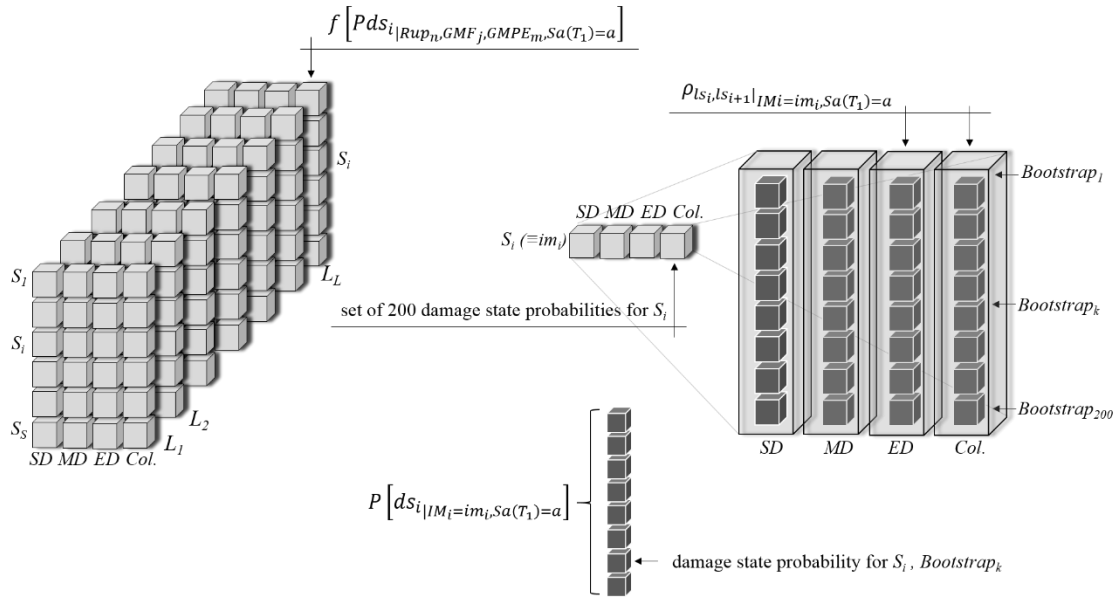 f [Pds_{i|Rup_n,GMF_j,GMPE_m,Sa(T_1)=a}]
ρ_{ls_i,ls_{i+1}|IMi=im_i,Sa(T_1)=a}
S_i
Bootstrap_1
SD MD ED Col.
S_i (≡im_i)
S_1
L_L
set of 200 damage state probabilities for S_i
Bootstrap_k
S_i
L_2
Bootstrap_200
S_S
L_1
SD MD ED Col.
SD MD ED Col.
P [ds_{i|IM_i=im_i,Sa(T_1)=a}]
damage state probability for S_i , Bootstrap_k